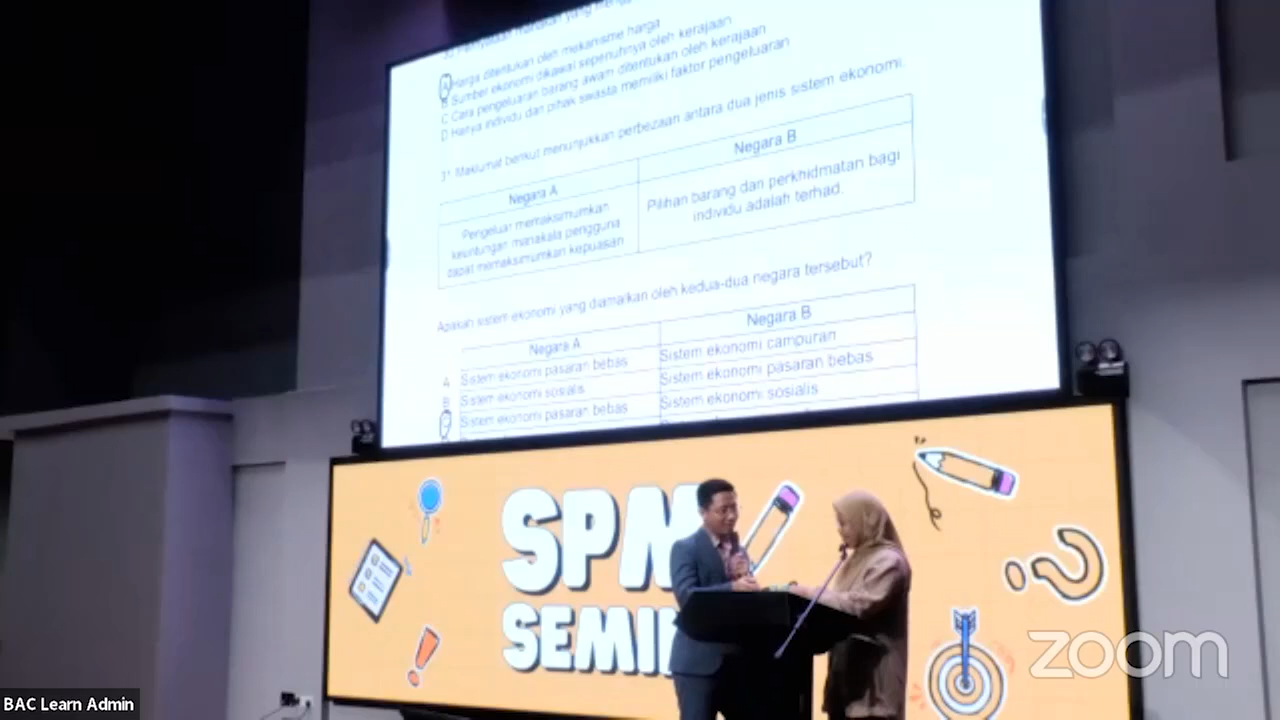 A Harga ditentukan oleh mekanisme harga
B Sumber ekonomi dikawal sepenuhnya oleh kerajaan
C Cara pengeluaran barang awam ditentukan oleh kerajaan
D Hanya individu dan pihak swasta memiliki faktor pengeluaran
31. Maklumat berikut menunjukkan perbezaan antara dua jenis sistem ekonomi.
Negara A
Negara B
Pengeluar memaksimumkan
keuntungan manakala pengguna
dapat memaksimumkan kepuasan
Pilihan barang dan perkhidmatan bagi
individu adalah terhad.
Apakah sistem ekonomi yang diamalkan oleh kedua-dua negara tersebut?
Negara A
Negara B
A Sistem ekonomi pasaran bebas Sistem ekonomi campuran
B Sistem ekonomi sosialis Sistem ekonomi pasaran bebas
C Sistem ekonomi pasaran bebas Sistem ekonomi sosialis
SPM
SEMI
zoom
BAC Learn Admin